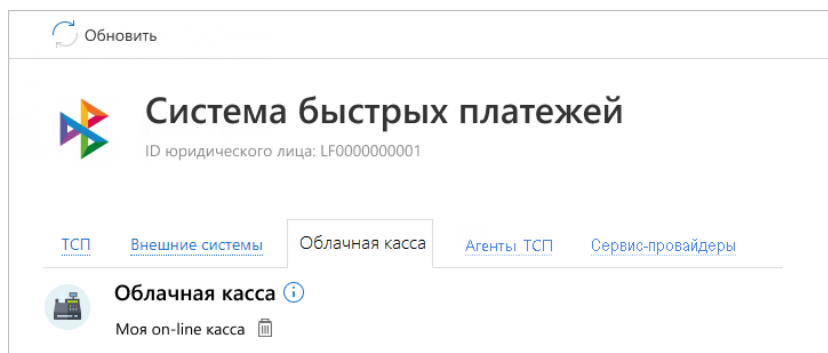 Обновить
Система быстрых платежей
ID юридического лица: LF0000000001
ТСП Внешние системы Облачная касса Агенты ТСП Сервис-провайдеры
Облачная касса
Моя on-line касса